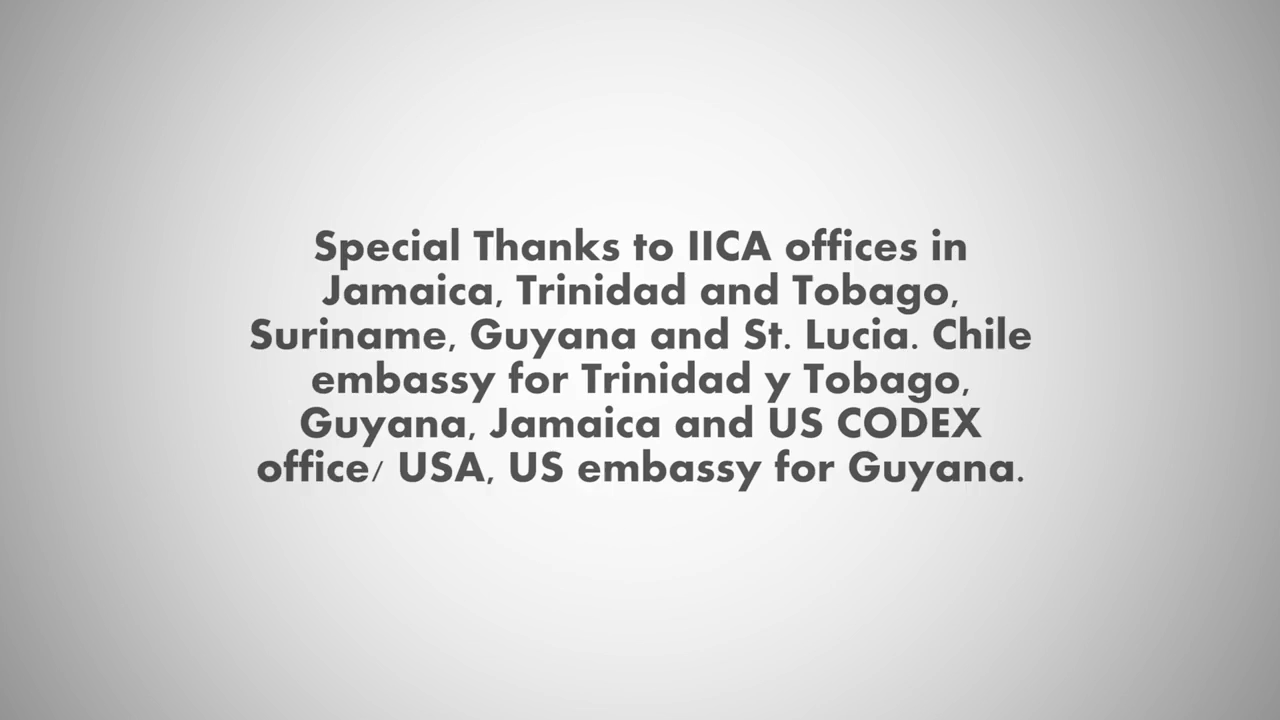 Special Thanks to IICA offices in
Jamaica, Trinidad and Tobago,
Suriname, Guyana and St. Lucia. Chile
embassy for Trinidad y Tobago,
Guyana, Jamaica and US CODEX
office/ USA, US embassy for Guyana.